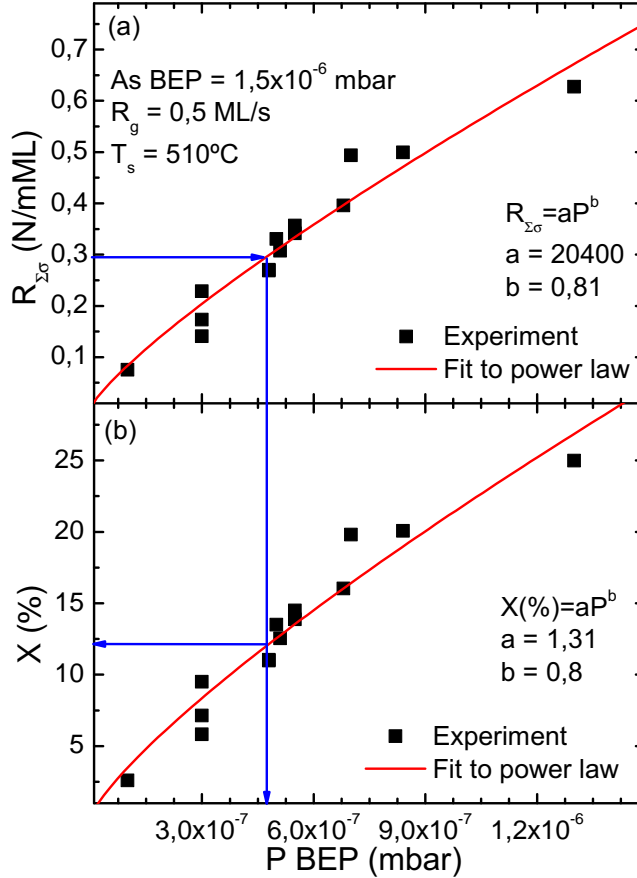 (a)
As BEP = 1,5x10⁻⁶ mbar
R_g = 0,5 ML/s
T_s = 510ºC
R_Σσ=aP^b
a = 20400
b = 0,81
Experiment
Fit to power law
R_Σσ (N/mML)
0,7
0,6
0,5
0,4
0,3
0,2
0,1
(b)
X(%)=aP^b
a = 1,31
b = 0,8
Experiment
Fit to power law
X (%)
25
20
15
10
5
3,0x10⁻⁷ 6,0x10⁻⁷ 9,0x10⁻⁷ 1,2x10⁻⁶
P BEP (mbar)